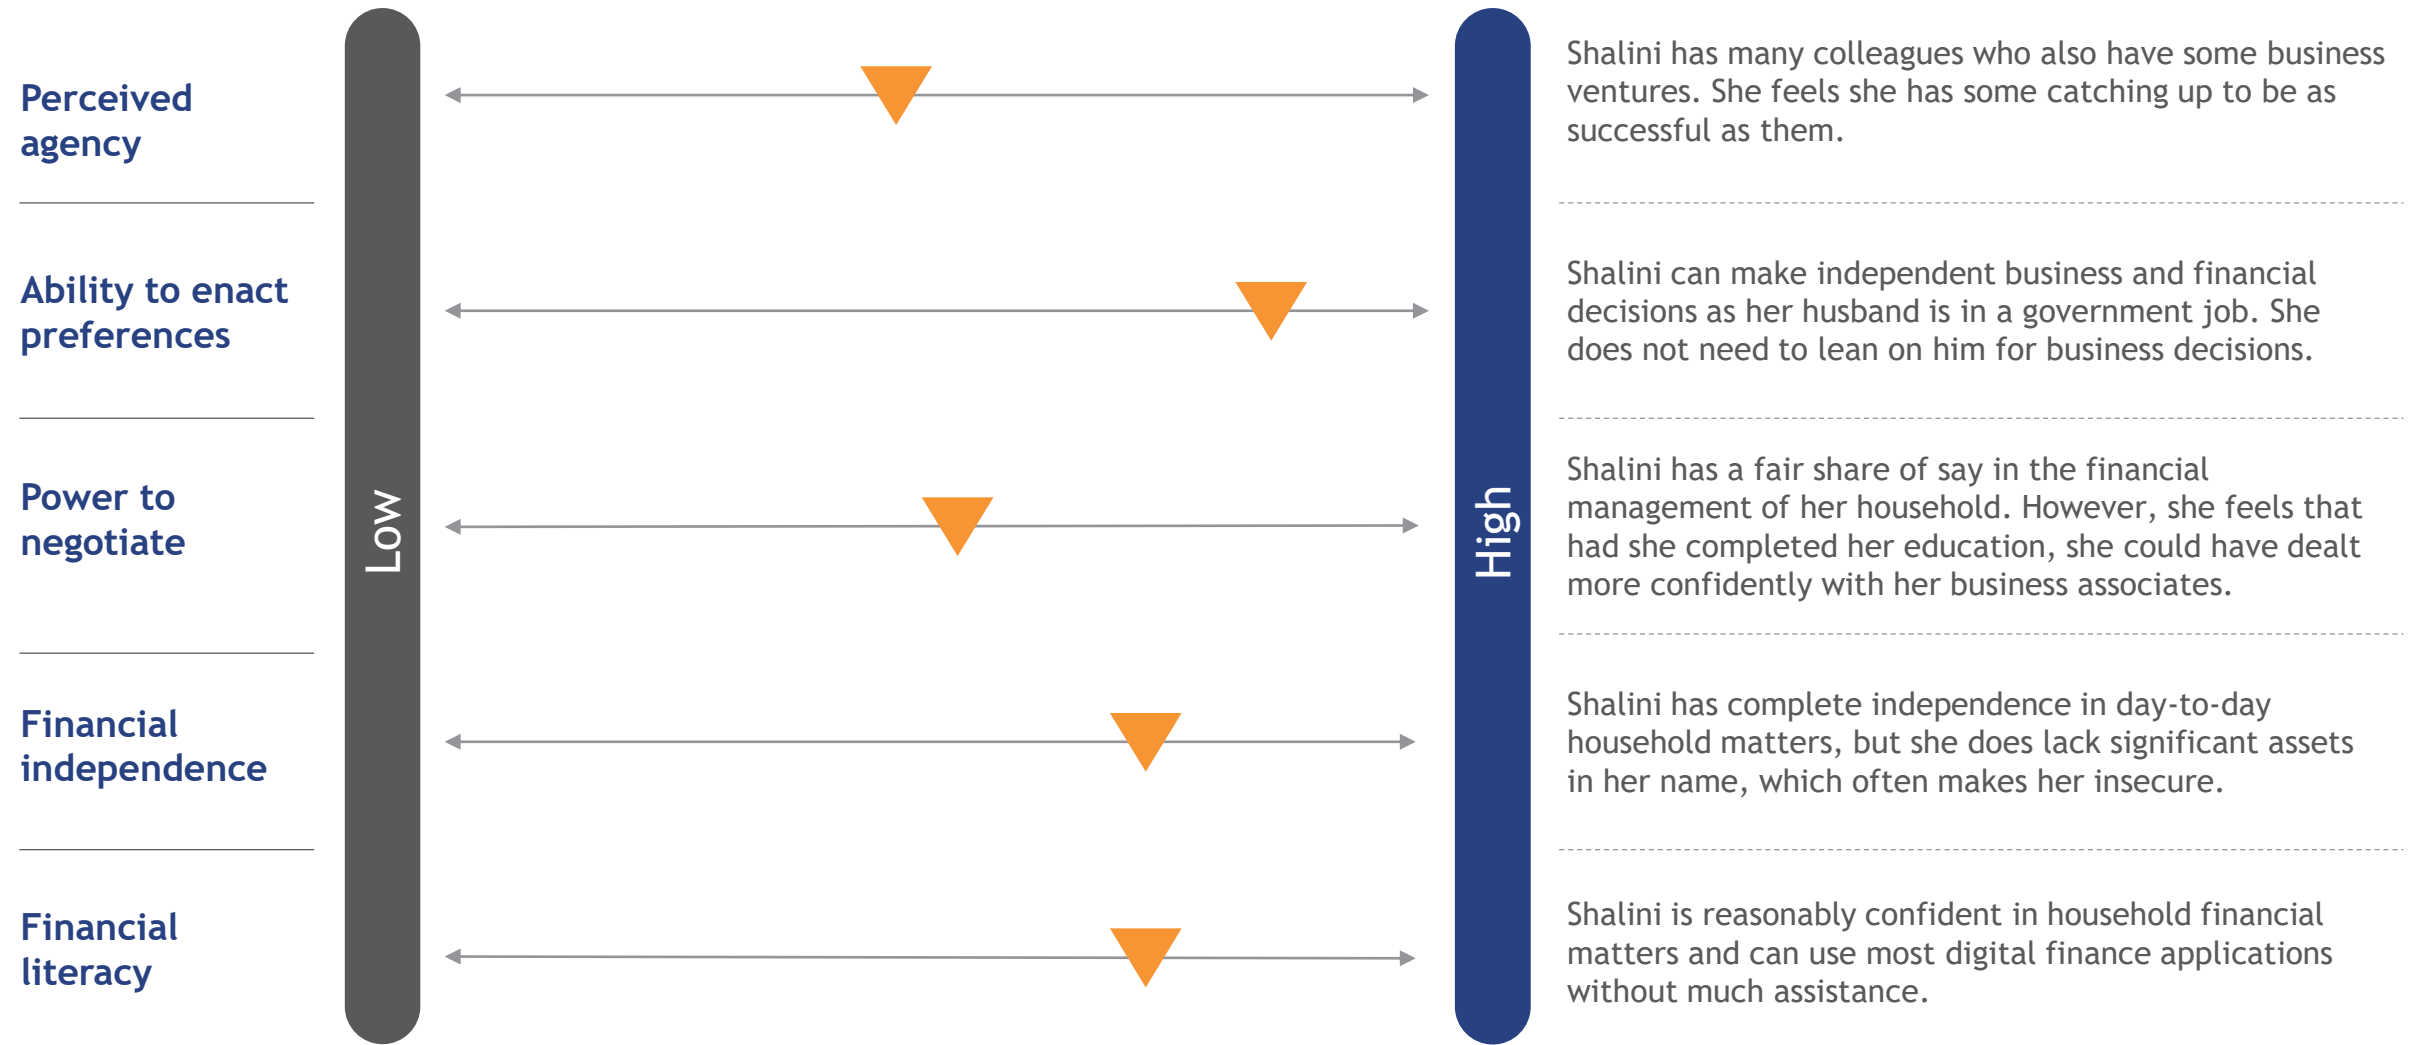 Perceived
agency
Shalini has many colleagues who also have some business
ventures. She feels she has some catching up to be as
successful as them.
Ability to enact
preferences
Shalini can make independent business and financial
decisions as her husband is in a government job. She
does not need to lean on him for business decisions.
Power to
negotiate
Low
High
Shalini has a fair share of say in the financial
management of her household. However, she feels that
had she completed her education, she could have dealt
more confidently with her business associates.
Financial
independence
Shalini has complete independence in day-to-day
household matters, but she does lack significant assets
in her name, which often makes her insecure.
Financial
literacy
Shalini is reasonably confident in household financial
matters and can use most digital finance applications
without much assistance.